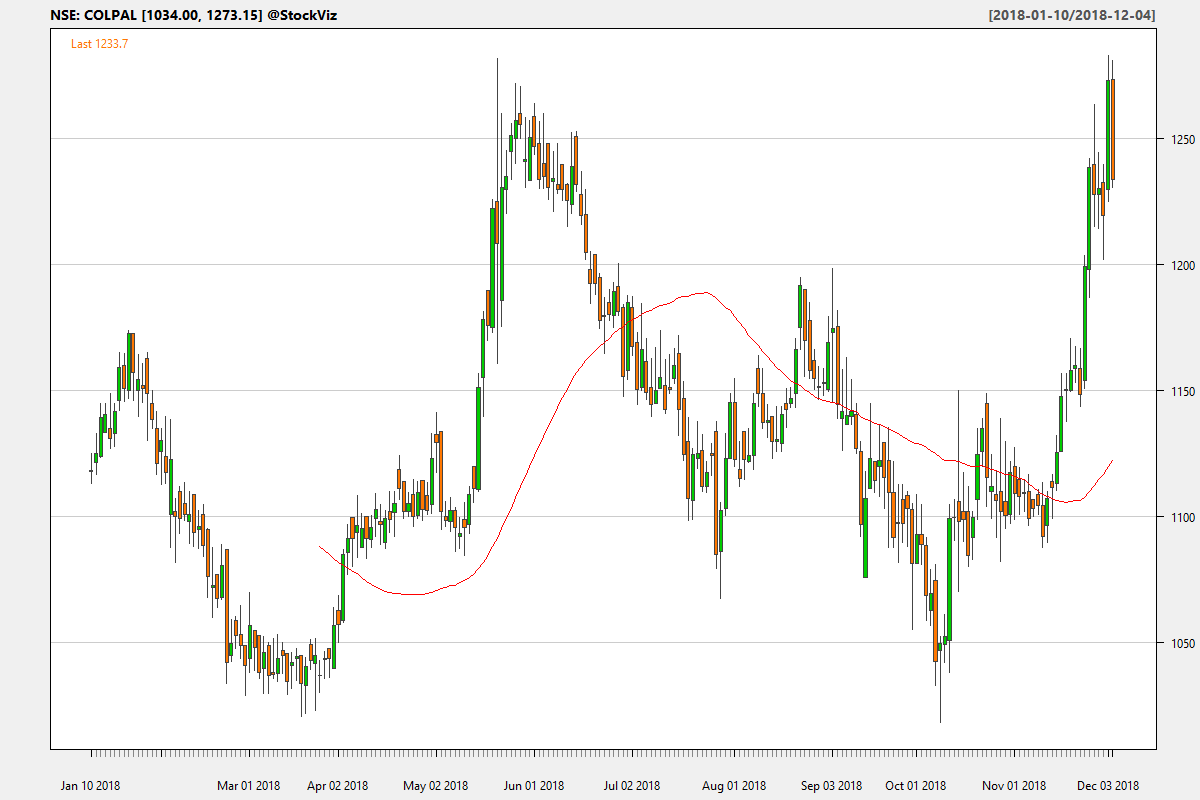 NSE: COLPAL [1034.00, 1273.15] @StockViz
[2018-01-10/2018-12-04]
Last 1233.7
1250
1200
1150
1100
1050
Jan 10 2018 Mar 01 2018 Apr 02 2018 May 02 2018 Jun 01 2018 Jul 02 2018 Aug 01 2018 Sep 03 2018 Oct 01 2018 Nov 01 2018 Dec 03 2018